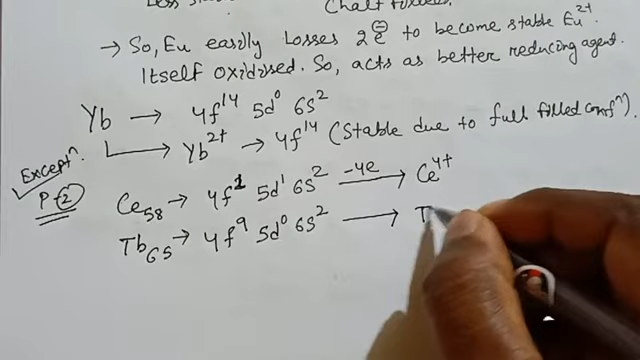 → So, Eu easily Losses 2e⊖ to become stable Eu²⁺.
Itself oxidised. So, acts as better reducing agent.
Yb → 4f¹⁴ 5d⁰ 6s²
Yb²⁺ → 4f¹⁴ (Stable due to full filled confⁿ).
Exceptⁿ.
P-②
Ce₅₈ → 4f¹ 5d¹ 6s² -4e → Ce⁴⁺
Tb₆₅ → 4f⁹ 5d⁰ 6s² → T